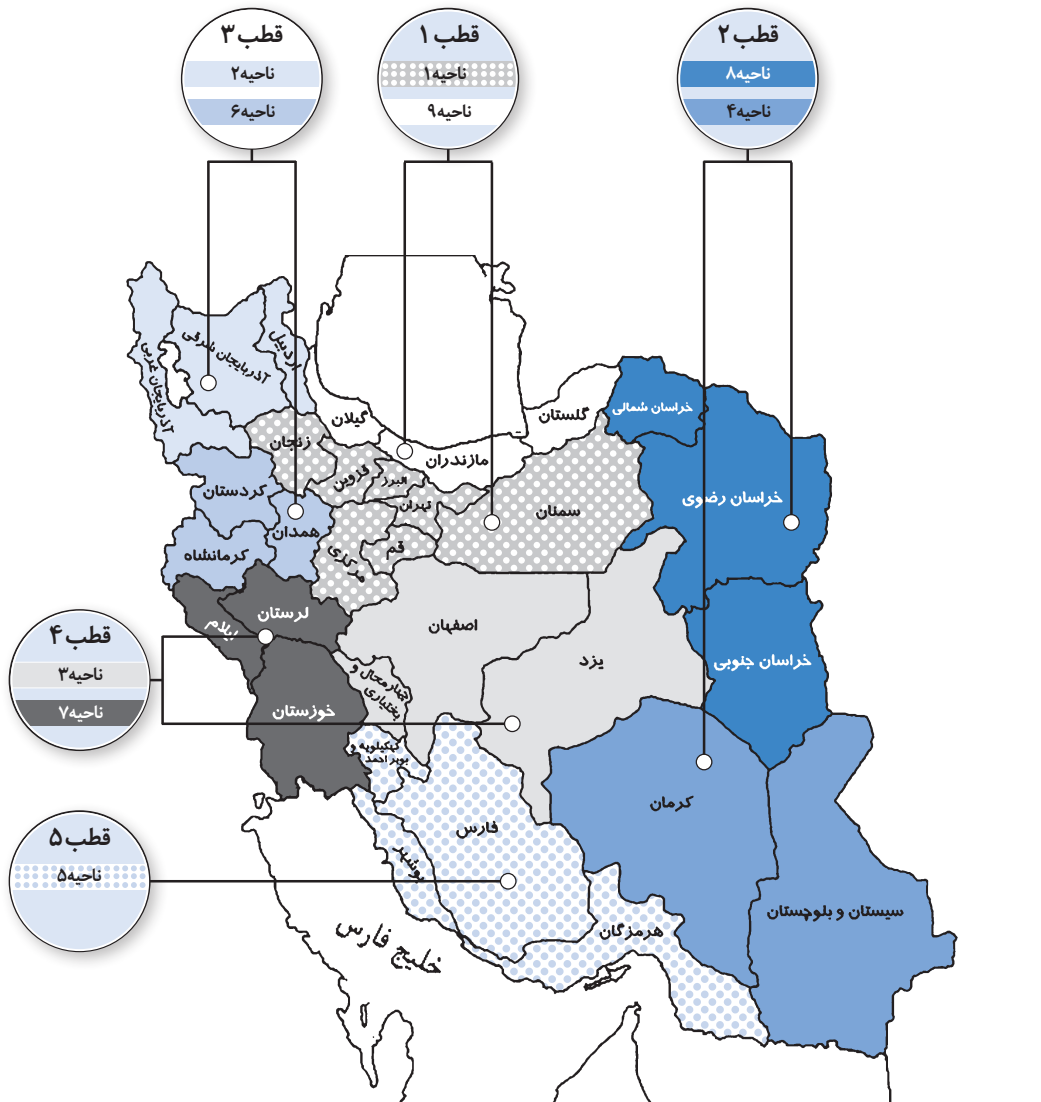 قطب ۲
ناحیه۸
ناحیه۴
قطب ۱
ناحیه۱
ناحیه۹
قطب ۳
ناحیه۲
ناحیه۶
قطب ۴
ناحیه۳
ناحیه۷
قطب ۵
ناحیه۵
آذربایجان شرقی
اردبیل
آذربایجان غربی
گیلان
گلستان
خراسان شمالی
زنجان
مازندران
قزوین
البرز
کردستان
تهران
سمنان
خراسان رضوی
همدان
قم
کرمانشاه
مرکزی
لرستان
ایلام
اصفهان
یزد
خراسان جنوبی
چهارمحال و
بختیاری
خوزستان
کهکیلویه و
بویر احمد
کرمان
فارس
بوشهر
سیستان و بلوچستان
هرمزگان
خلیج فارس